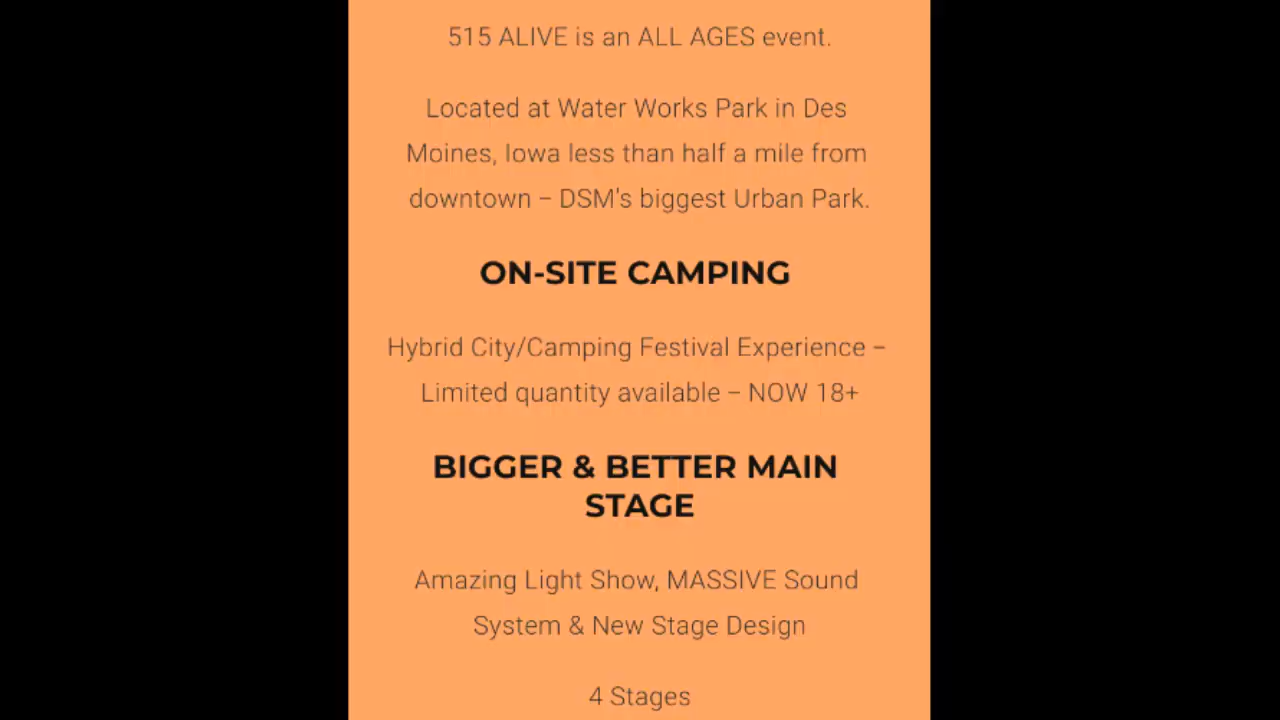 515 ALIVE is an ALL AGES event.
Located at Water Works Park in Des
Moines, Iowa less than half a mile from
downtown – DSM's biggest Urban Park.
ON-SITE CAMPING
Hybrid City/Camping Festival Experience –
Limited quantity available – NOW 18+
BIGGER & BETTER MAIN
STAGE
Amazing Light Show, MASSIVE Sound
System & New Stage Design
4 Stages